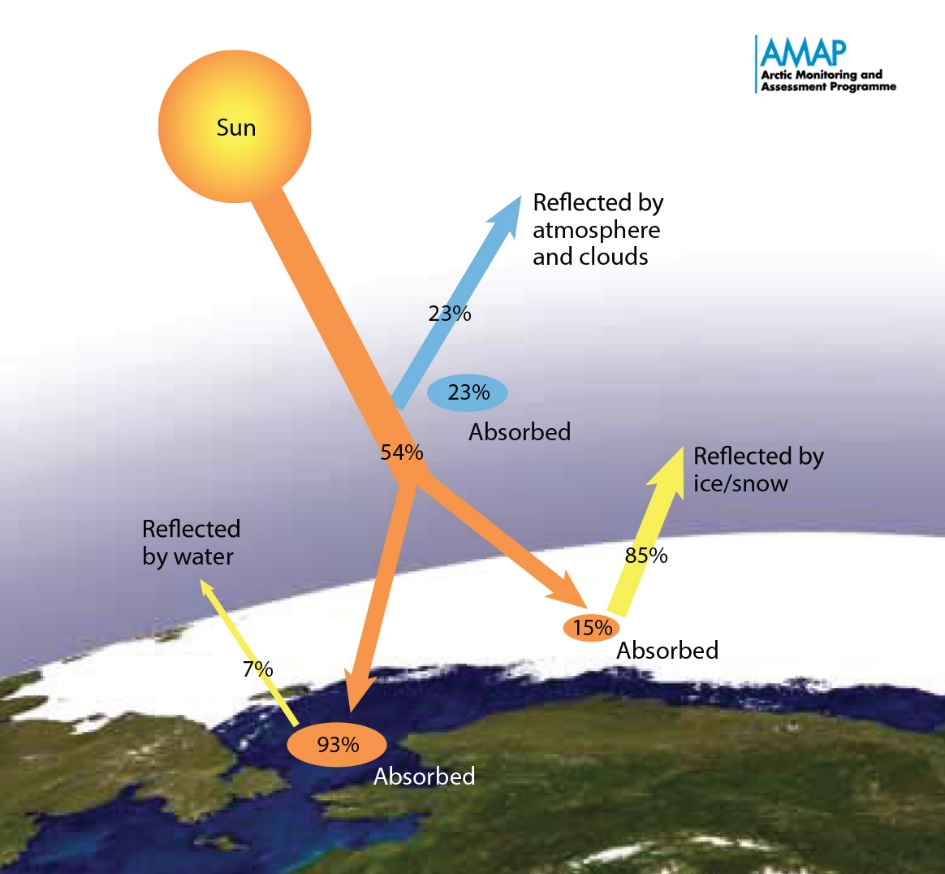 AMAP
Arctic Monitoring and
Assessment Programme
Sun
Reflected by
atmosphere
and clouds
23%
23%
Absorbed
54%
Reflected by
ice/snow
85%
15%
Absorbed
Reflected
by water
7%
93%
Absorbed